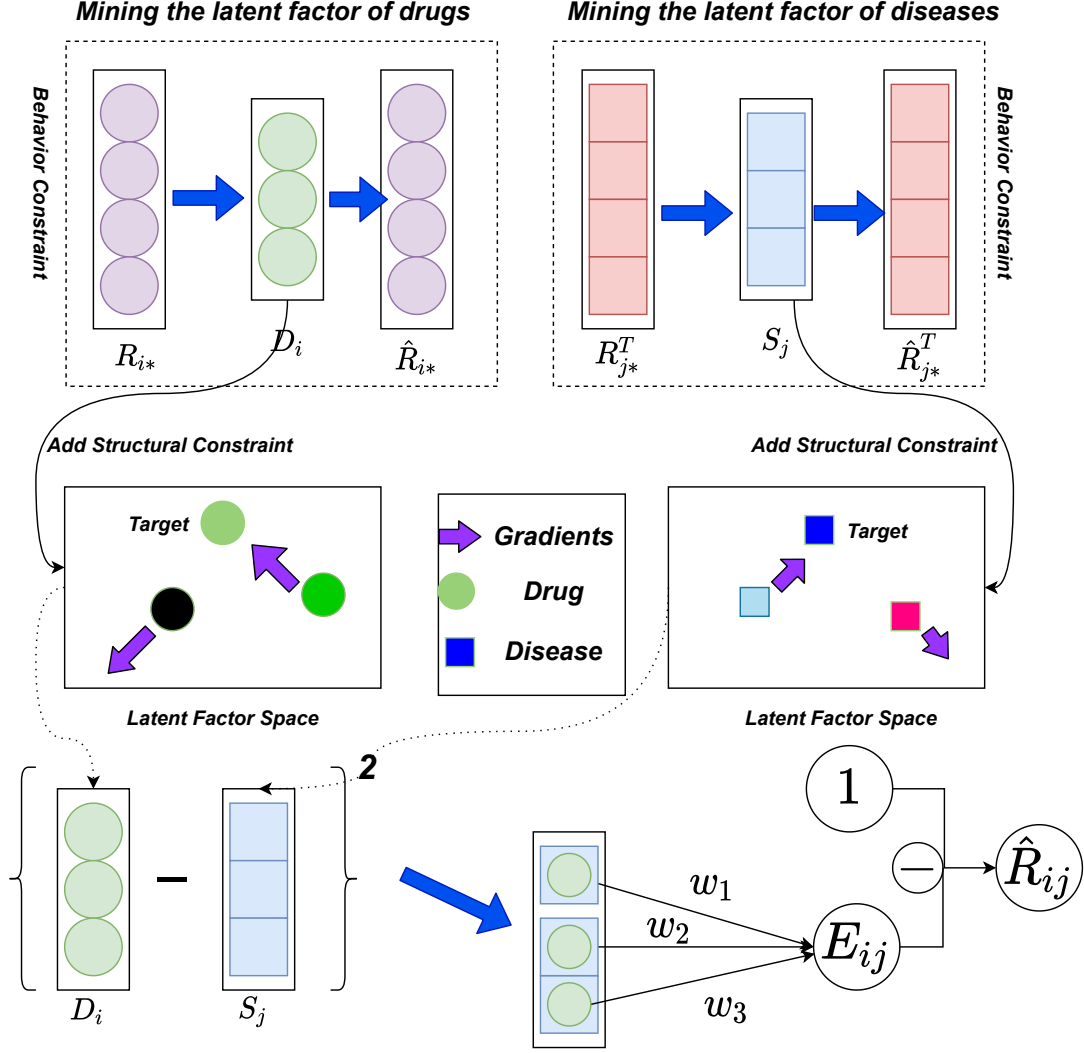 Mining the latent factor of drugs
Mining the latent factor of diseases
Behavior Constraint
Behavior Constraint
R_{i*}
D_i
\hat{R}_{i*}
R_{j*}^T
S_j
\hat{R}_{j*}^T
Add Structural Constraint
Add Structural Constraint
Target
Gradients
Drug
Disease
Target
Latent Factor Space
Latent Factor Space
2
D_i
−
S_j
w_1
w_2
w_3
1
−
E_{ij}
\hat{R}_{ij}